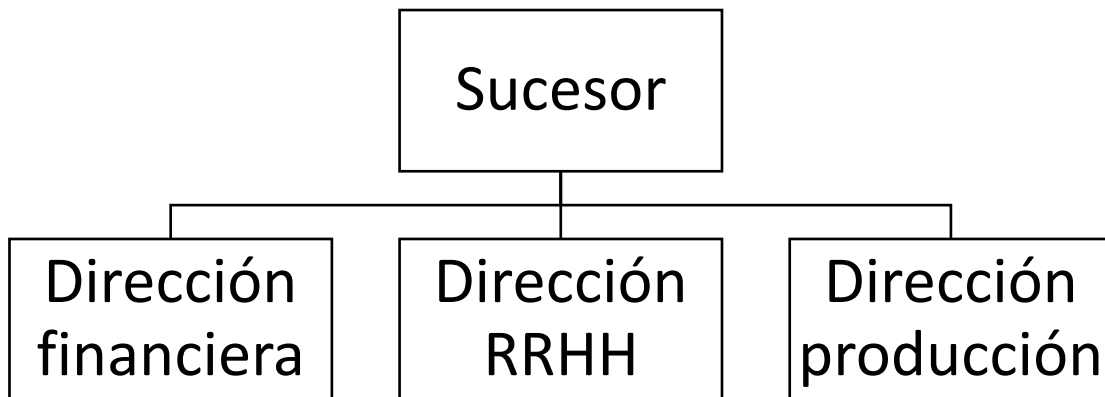 Sucesor
Dirección
financiera
Dirección
RRHH
Dirección
producción